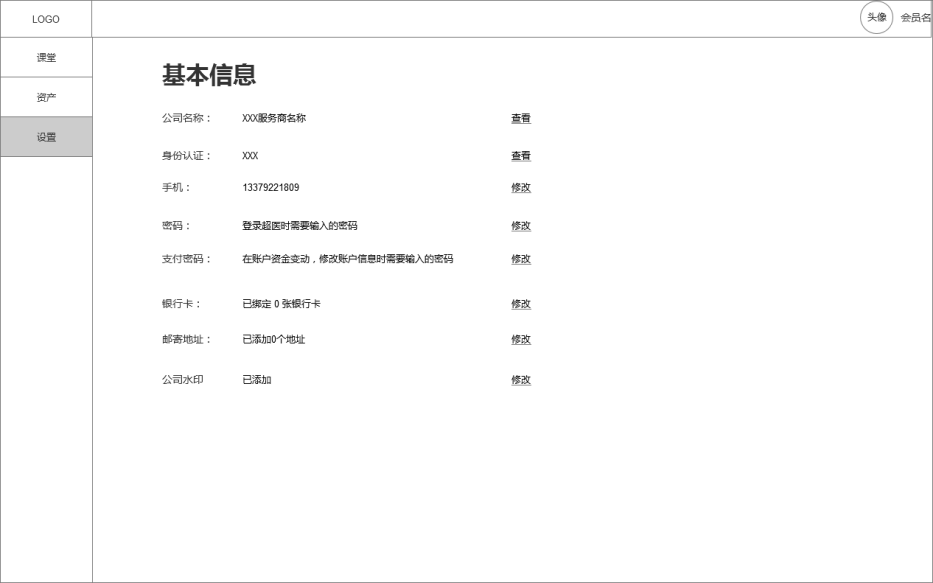 LOGO
头像 会员名
课堂
资产
设置
基本信息
公司名称： XXX服务商名称 查看
身份认证： XXX 查看
手机： 13379221809 修改
密码： 登录超医时需要输入的密码 修改
支付密码： 在账户资金变动，修改账户信息时需要输入的密码 修改
银行卡： 已绑定 0 张银行卡 修改
邮寄地址： 已添加0个地址 修改
公司水印 已添加 修改